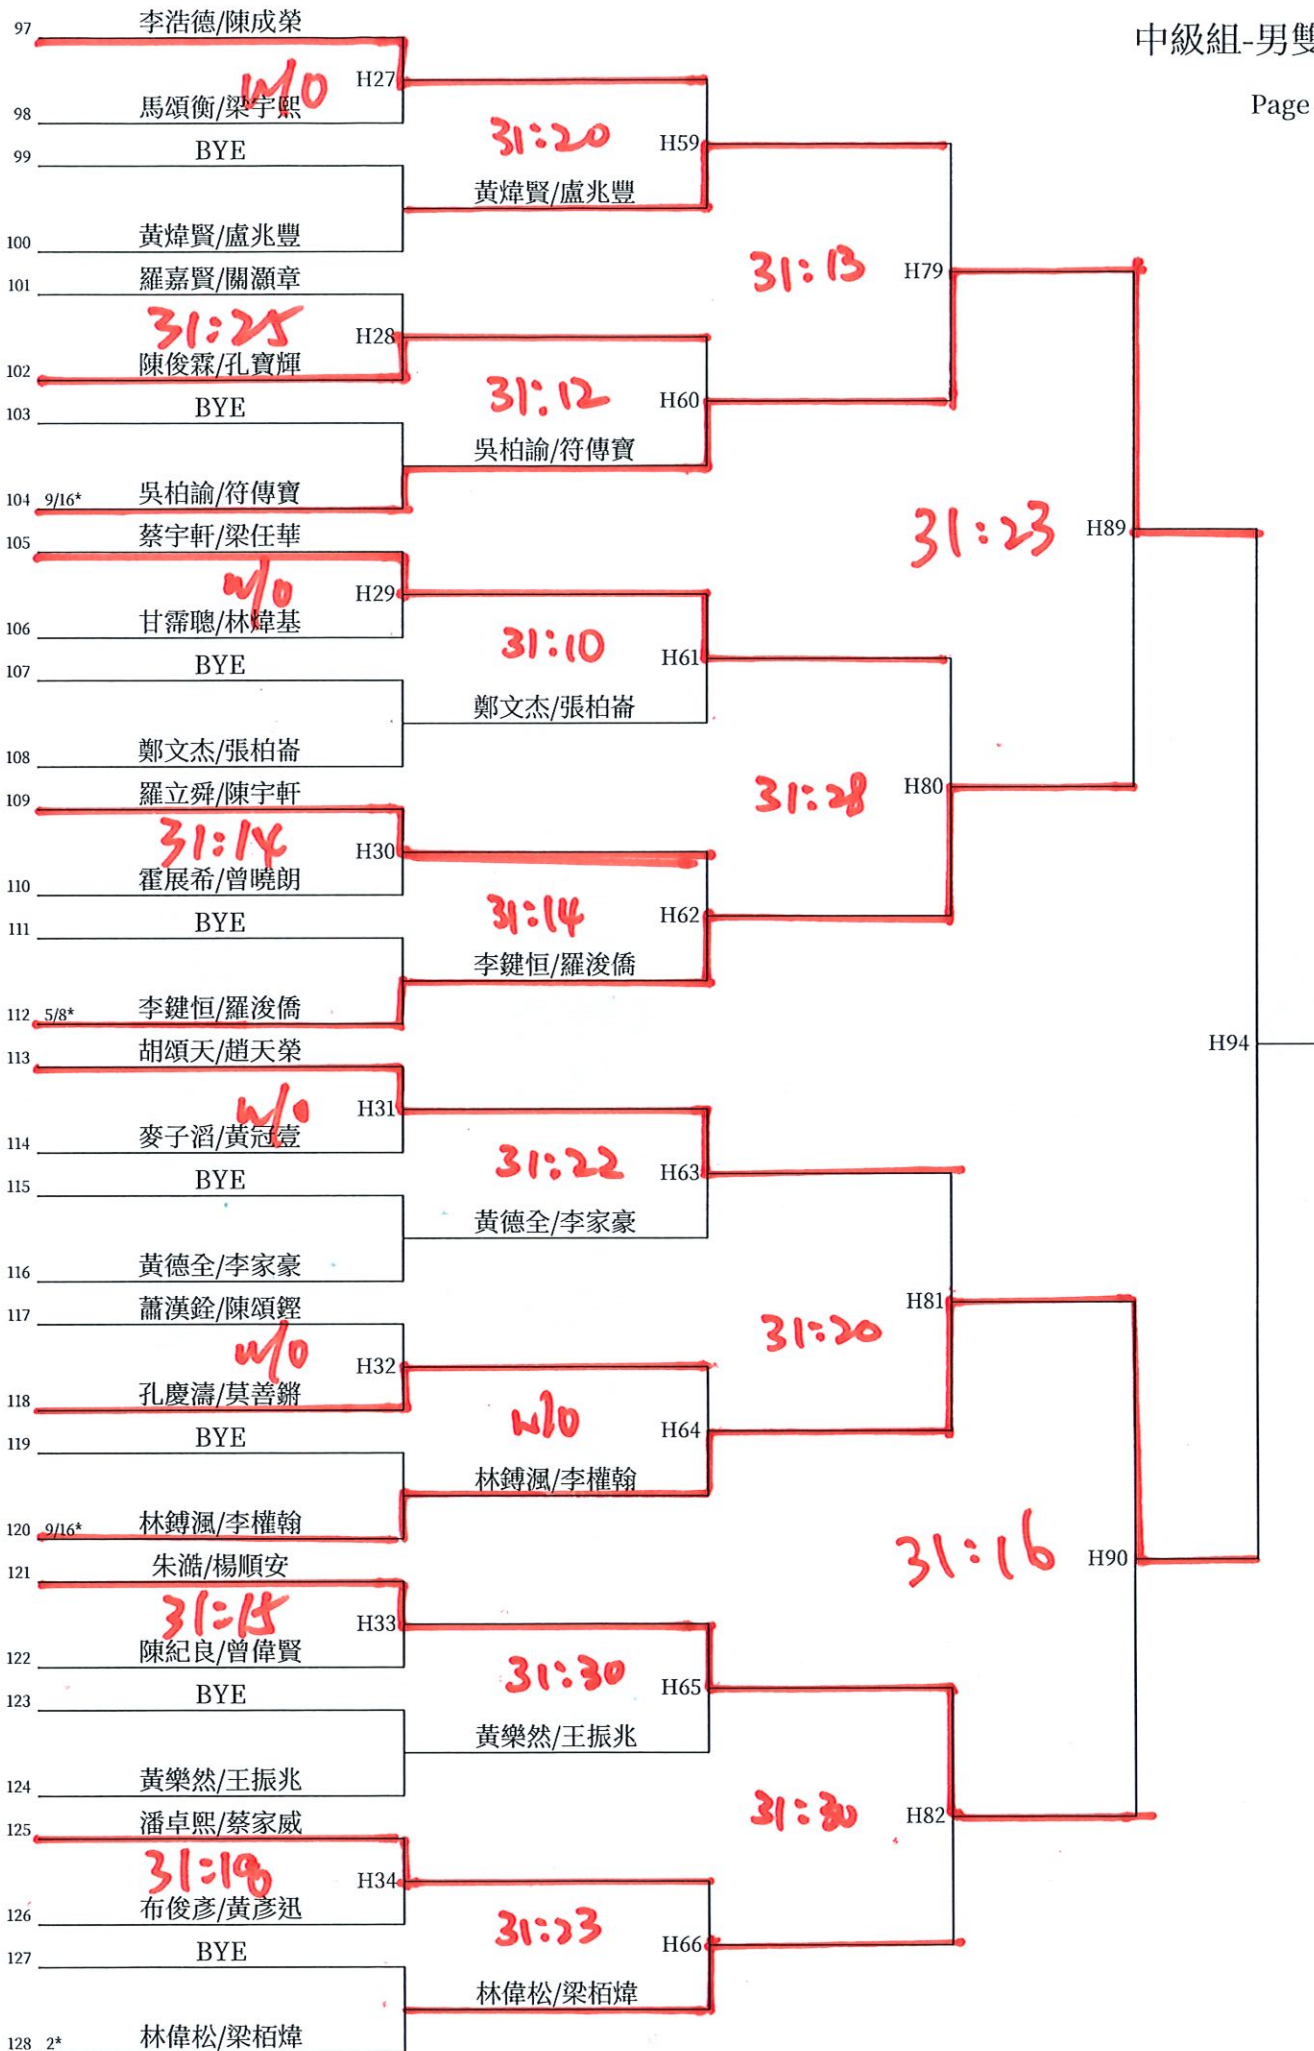 中級組-男雙
Page
97 李浩德/陳成榮
w/o H27
98 馬頌衡/梁宇熙
99 BYE
31:20 H59
黃煒賢/盧兆豐
100 黃煒賢/盧兆豐
101 羅嘉賢/關灝章
31:13 H79
31:25 H28
102 陳俊霖/孔寶輝
103 BYE
31:12 H60
吳柏諭/符傳寶
104 9/16* 吳柏諭/符傳寶
105 蔡宇軒/梁任華
31:23 H89
w/o H29
106 甘霈聰/林煒基
107 BYE
31:10 H61
鄭文杰/張柏崙
108 鄭文杰/張柏崙
109 羅立舜/陳宇軒
31:28 H80
31:14 H30
110 霍展希/曾曉朗
111 BYE
31:14 H62
李鍵恒/羅浚僑
112 5/8* 李鍵恒/羅浚僑
113 胡頌天/趙天榮
H94
w/o H31
114 麥子滔/黃冠壹
115 BYE
31:22 H63
黃德全/李家豪
116 黃德全/李家豪
117 蕭漢銓/陳頌鏗
31:20 H81
w/o H32
118 孔慶濤/莫善鏘
119 BYE
w/o H64
林鎛渢/李權翰
120 9/16* 林鎛渢/李權翰
121 朱澔/楊順安
31:16 H90
31:15 H33
122 陳紀良/曾偉賢
123 BYE
31:30 H65
黃樂然/王振兆
124 黃樂然/王振兆
125 潘卓熙/蔡家威
31:30 H82
H34
126 布俊彥/黃彥迅
127 BYE
31:23 H66
林偉松/梁栢煒
128 2* 林偉松/梁栢煒